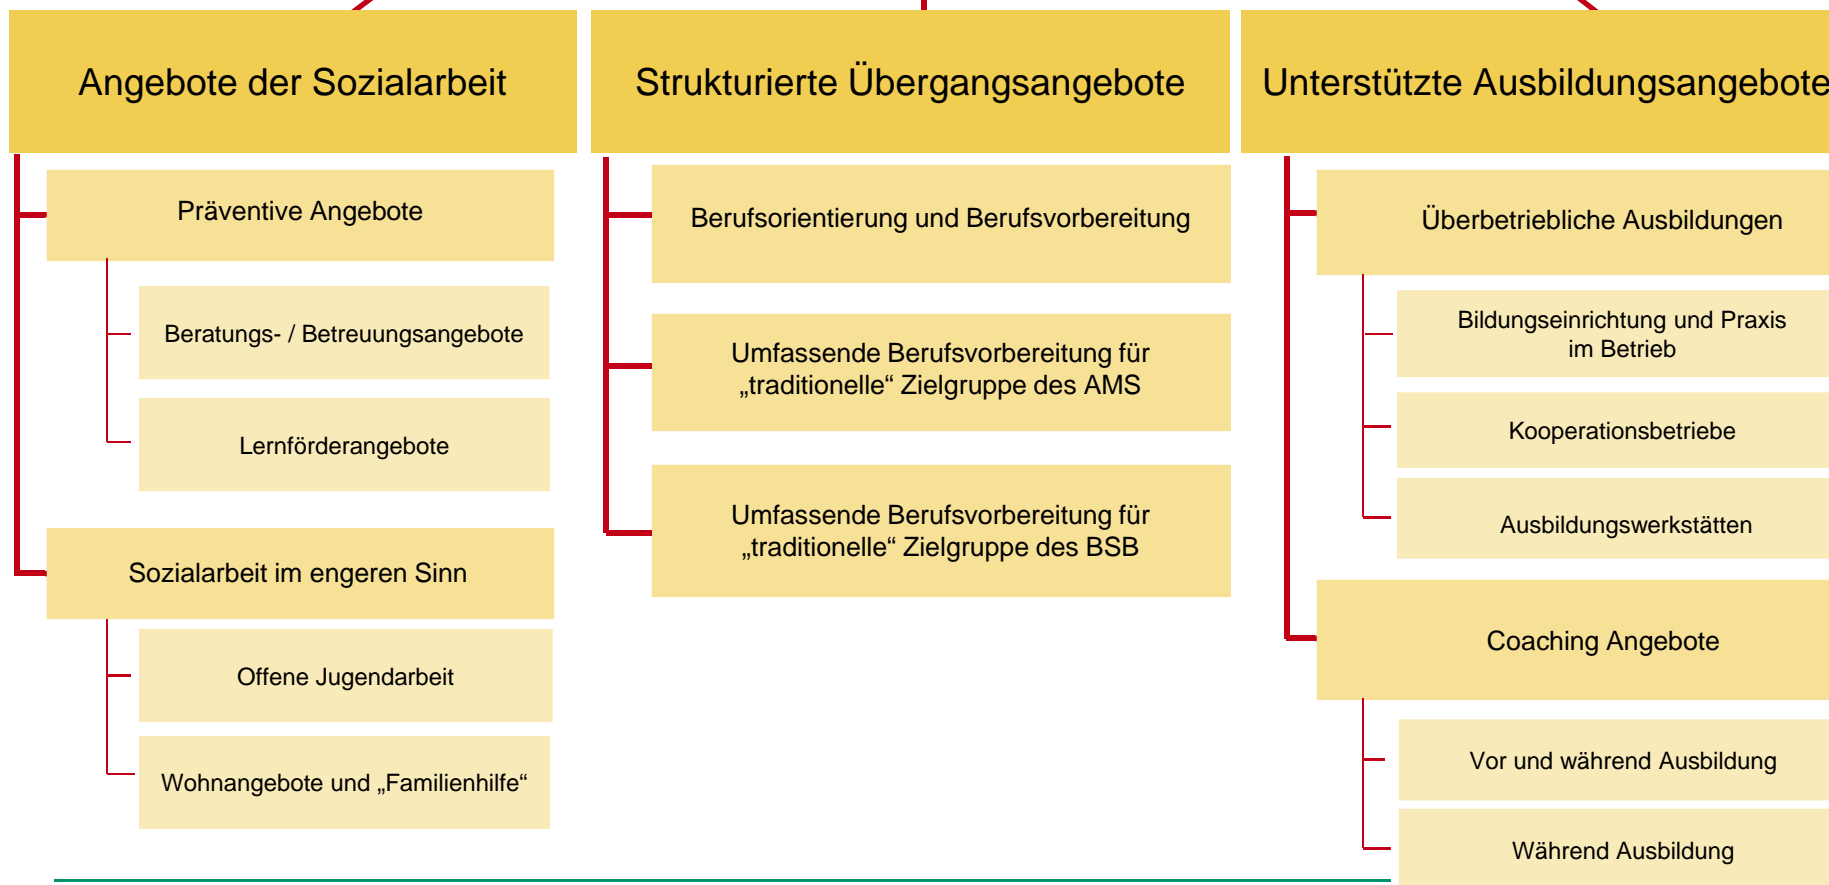 Angebote der Sozialarbeit
Präventive Angebote
Beratungs- / Betreuungsangebote
Lernförderangebote
Sozialarbeit im engeren Sinn
Offene Jugendarbeit
Wohnangebote und „Familienhilfe“
Strukturierte Übergangsangebote
Berufsorientierung und Berufsvorbereitung
Umfassende Berufsvorbereitung für
„traditionelle“ Zielgruppe des AMS
Umfassende Berufsvorbereitung für
„traditionelle“ Zielgruppe des BSB
Unterstützte Ausbildungsangebote
Überbetriebliche Ausbildungen
Bildungseinrichtung und Praxis
im Betrieb
Kooperationsbetriebe
Ausbildungswerkstätten
Coaching Angebote
Vor und während Ausbildung
Während Ausbildung